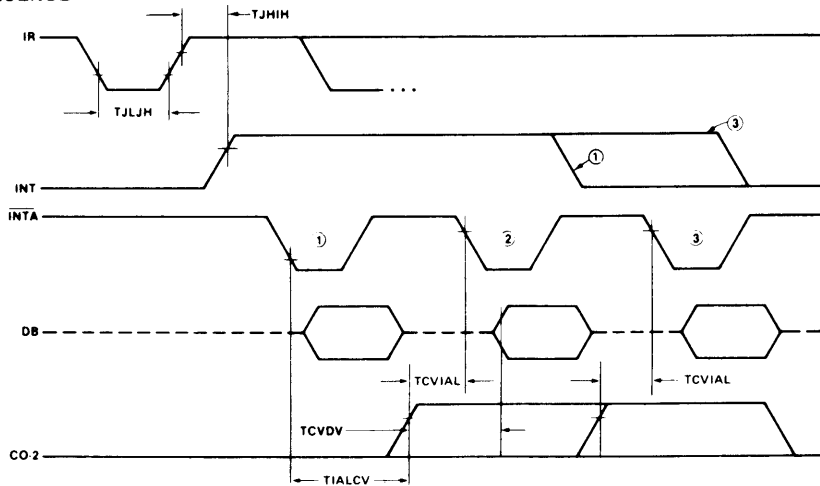 TJHIH
IR
TJLJH
...
③
①
INT
INTA
①
②
③
DB
TCVIAL
TCVIAL
TCVDV
CO-2
TIALCV